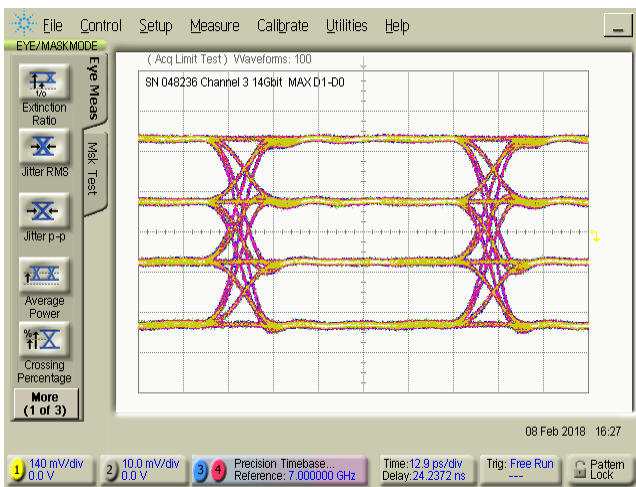 File Control Setup Measure Calibrate Utilities Help
EYE/MASK MODE
Eye Meas
Msk Test
1/0
Extinction
Ratio
Jitter RMS
Jitter p-p
Average
Power
%
Crossing
Percentage
More
(1 of 3)
( Acq Limit Test ) Waveforms: 100
SN 048236 Channel 3 14Gbit MAX D1-D0
08 Feb 2018 16:27
1 140 mV/div
0.0 V
2 10.0 mV/div
0.0 V
3 4 Precision Timebase...
Reference: 7.000000 GHz
Time:12.9 ps/div
Delay:24.2372 ns
Trig: Free Run
---
Pattern
Lock